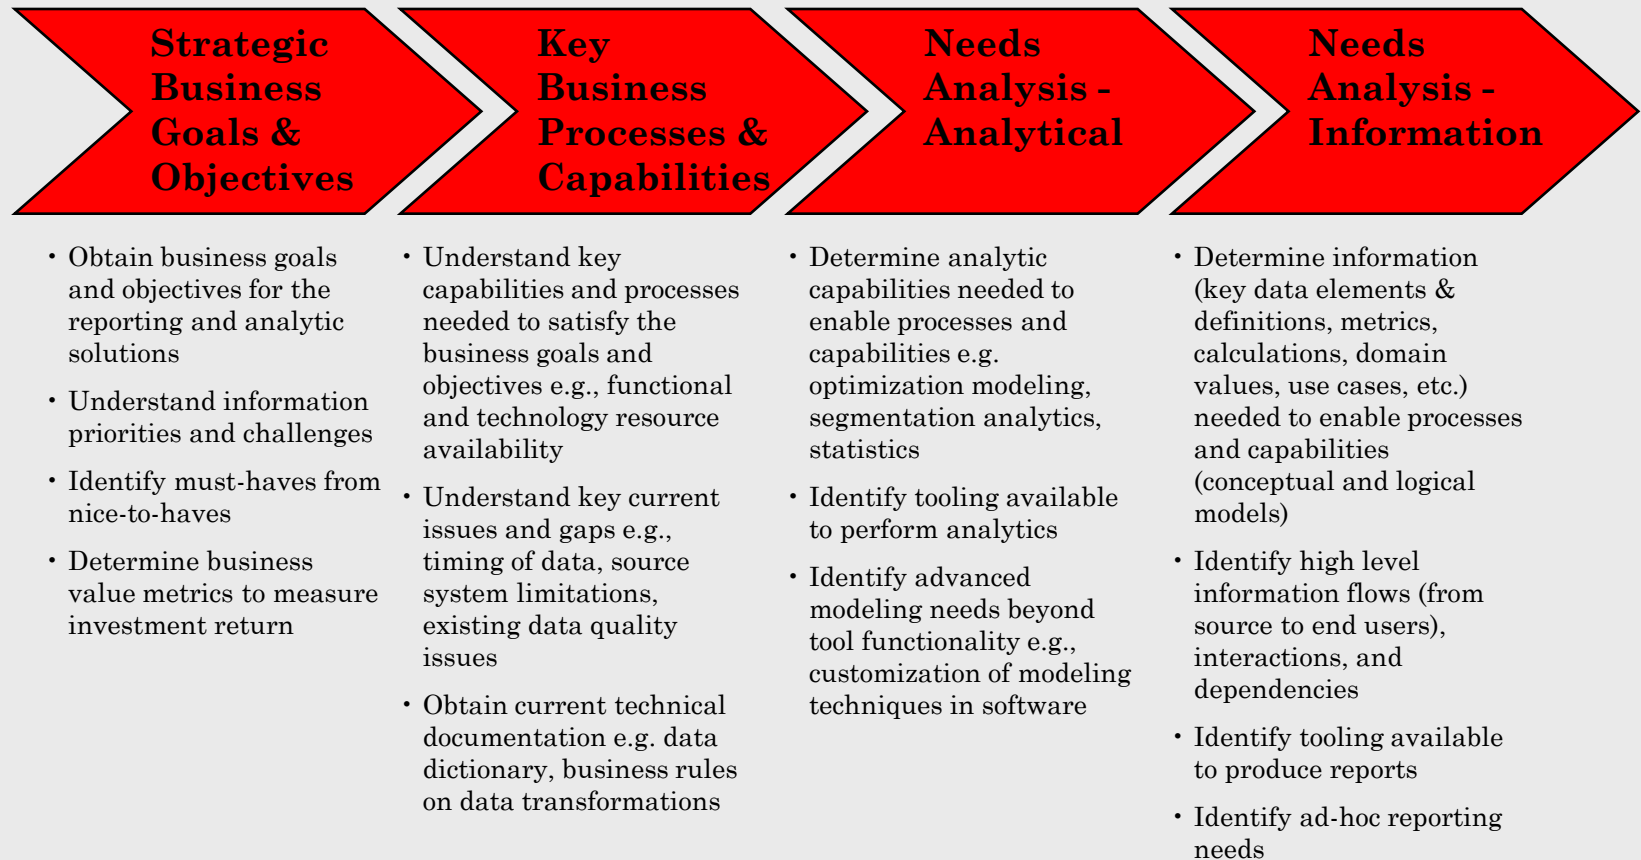 Strategic
Business
Goals &
Objectives
• Obtain business goals
and objectives for the
reporting and analytic
solutions
• Understand information
priorities and challenges
• Identify must-haves from
nice-to-haves
• Determine business
value metrics to measure
investment return
Key
Business
Processes &
Capabilities
• Understand key
capabilities and processes
needed to satisfy the
business goals and
objectives e.g., functional
and technology resource
availability
• Understand key current
issues and gaps e.g.,
timing of data, source
system limitations,
existing data quality
issues
• Obtain current technical
documentation e.g. data
dictionary, business rules
on data transformations
Needs
Analysis -
Analytical
• Determine analytic
capabilities needed to
enable processes and
capabilities e.g.
optimization modeling,
segmentation analytics,
statistics
• Identify tooling available
to perform analytics
• Identify advanced
modeling needs beyond
tool functionality e.g.,
customization of modeling
techniques in software
Needs
Analysis -
Information
• Determine information
(key data elements &
definitions, metrics,
calculations, domain
values, use cases, etc.)
needed to enable processes
and capabilities
(conceptual and logical
models)
• Identify high level
information flows (from
source to end users),
interactions, and
dependencies
• Identify tooling available
to produce reports
• Identify ad-hoc reporting
needs